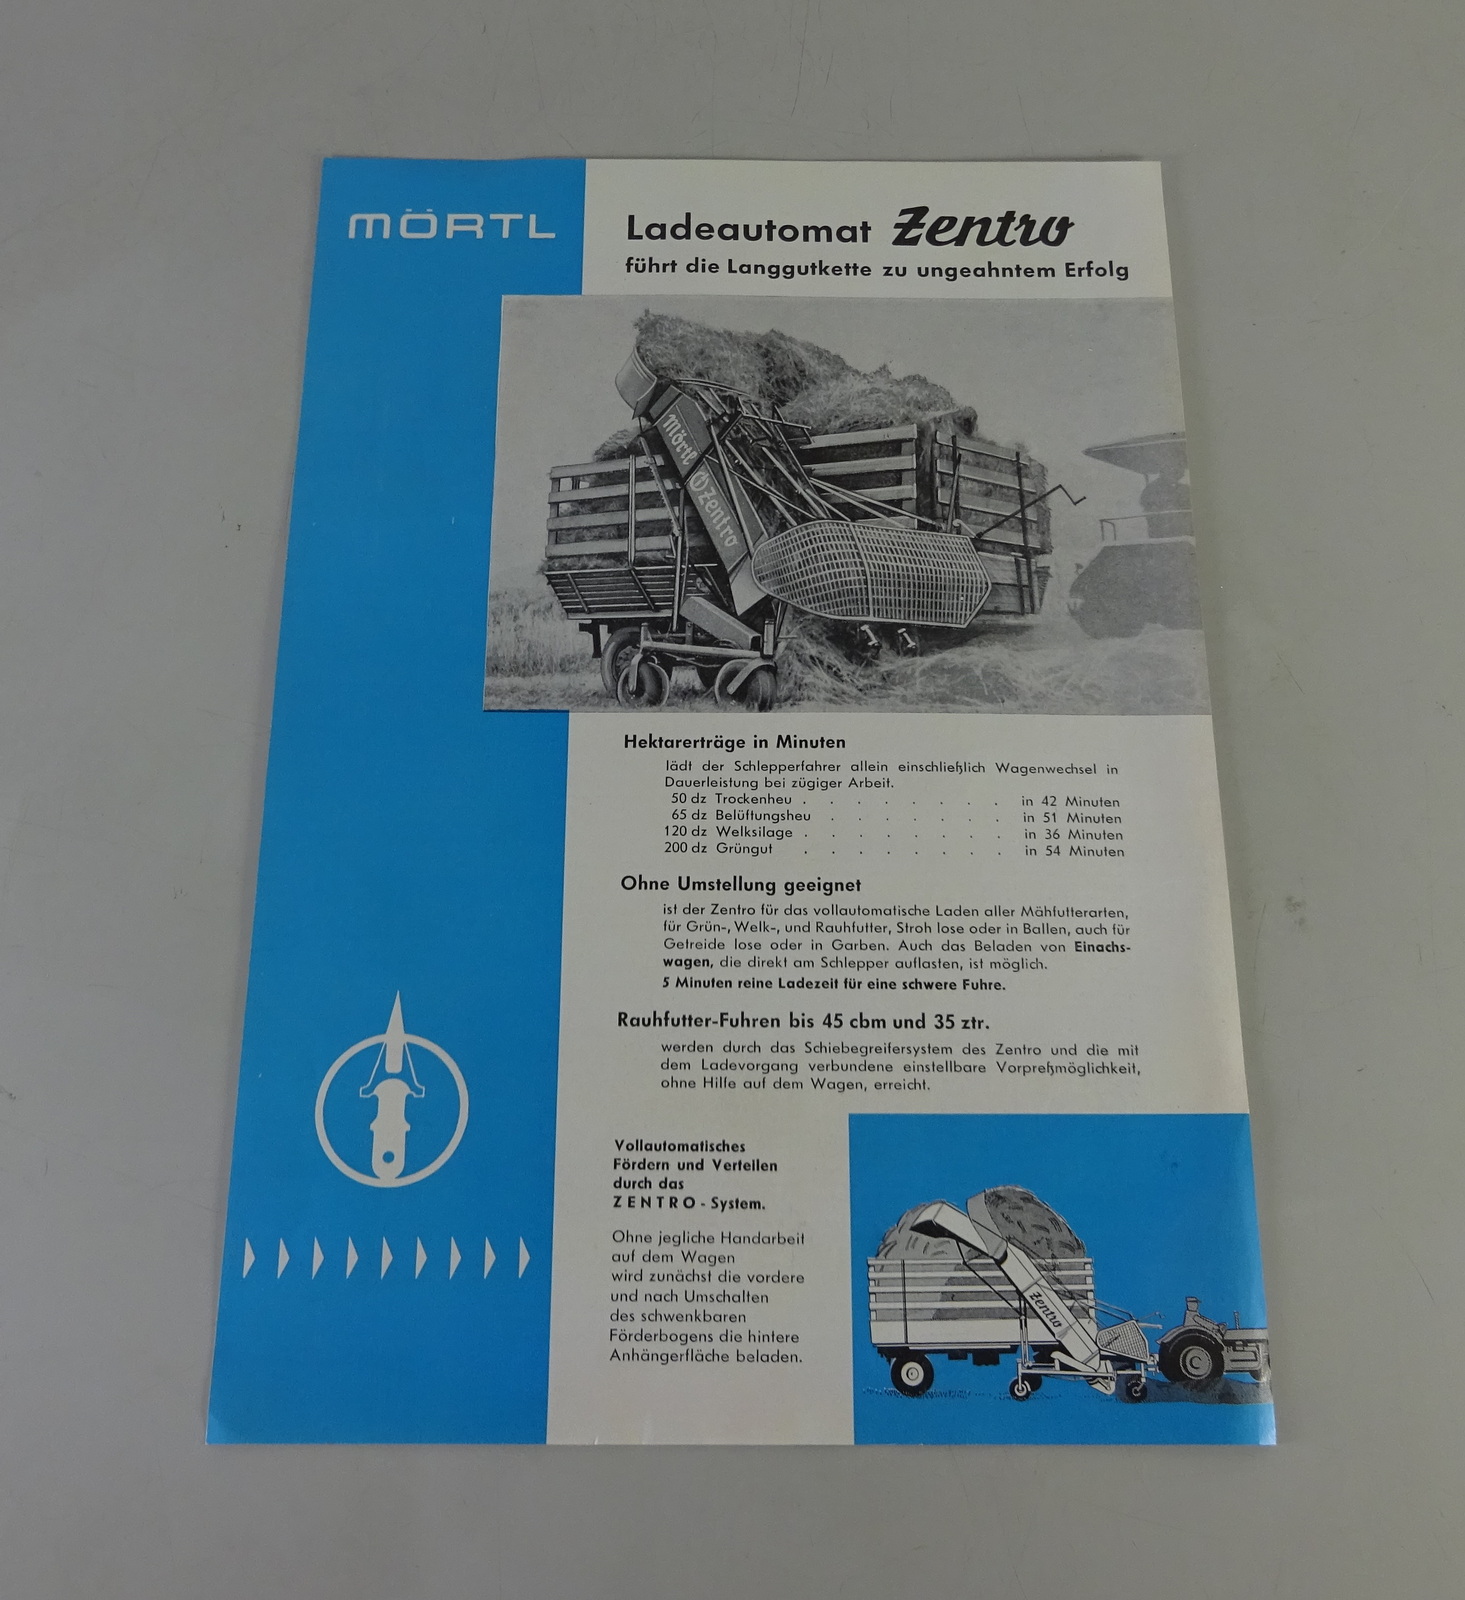 MÖRTL
Ladeautomat Zentro
führt die Langgutkette zu ungeahntem Erfolg
Mörtl Zentro
Hektarerträge in Minuten
lädt der Schlepperfahrer allein einschließlich Wagenwechsel in
Dauerleistung bei zügiger Arbeit.
50 dz Trockenheu . . . . . . . . in 42 Minuten
65 dz Belüftungsheu . . . . . . . in 51 Minuten
120 dz Welksilage . . . . . . . . in 36 Minuten
200 dz Grüngut . . . . . . . . in 54 Minuten
Ohne Umstellung geeignet
ist der Zentro für das vollautomatische Laden aller Mähfutterarten,
für Grün-, Welk-, und Rauhfutter, Stroh lose oder in Ballen, auch für
Getreide lose oder in Garben. Auch das Beladen von Einachs-
wagen, die direkt am Schlepper auflasten, ist möglich.
5 Minuten reine Ladezeit für eine schwere Fuhre.
Rauhfutter-Fuhren bis 45 cbm und 35 ztr.
werden durch das Schiebegreifersystem des Zentro und die mit
dem Ladevorgang verbundene einstellbare Vorpreßmöglichkeit,
ohne Hilfe auf dem Wagen, erreicht.
Vollautomatisches
Fördern und Verteilen
durch das
ZENTRO-System.
Ohne jegliche Handarbeit
auf dem Wagen
wird zunächst die vordere
und nach Umschalten
des schwenkbaren
Förderbogens die hintere
Anhängerfläche beladen.
Zentro